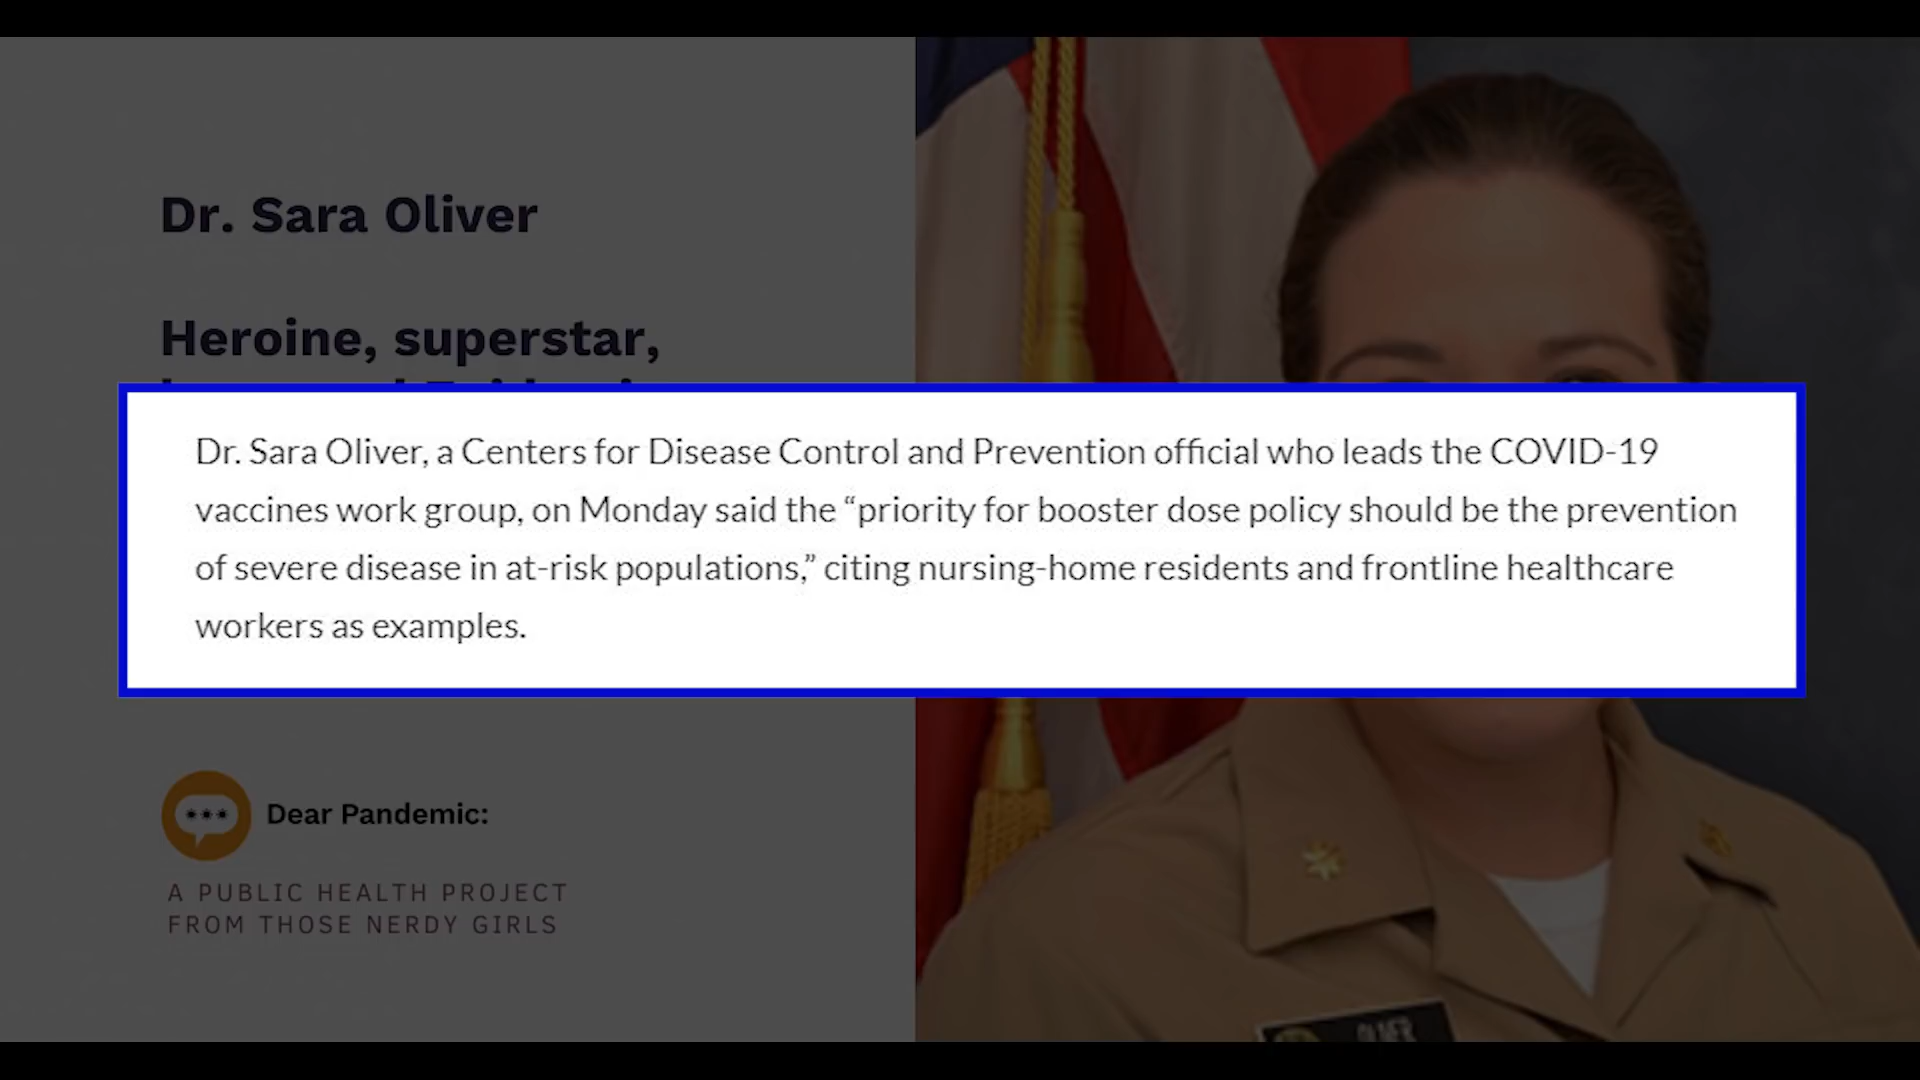 Dr. Sara Oliver
Heroine, superstar,
Dr. Sara Oliver, a Centers for Disease Control and Prevention official who leads the COVID-19
vaccines work group, on Monday said the “priority for booster dose policy should be the prevention
of severe disease in at-risk populations,” citing nursing-home residents and frontline healthcare
workers as examples.
Dear Pandemic:
A PUBLIC HEALTH PROJECT
FROM THOSE NERDY GIRLS
OLIVER